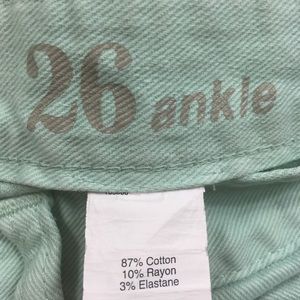 26 ankle
87% Cotton
10% Rayon
3% Elastane